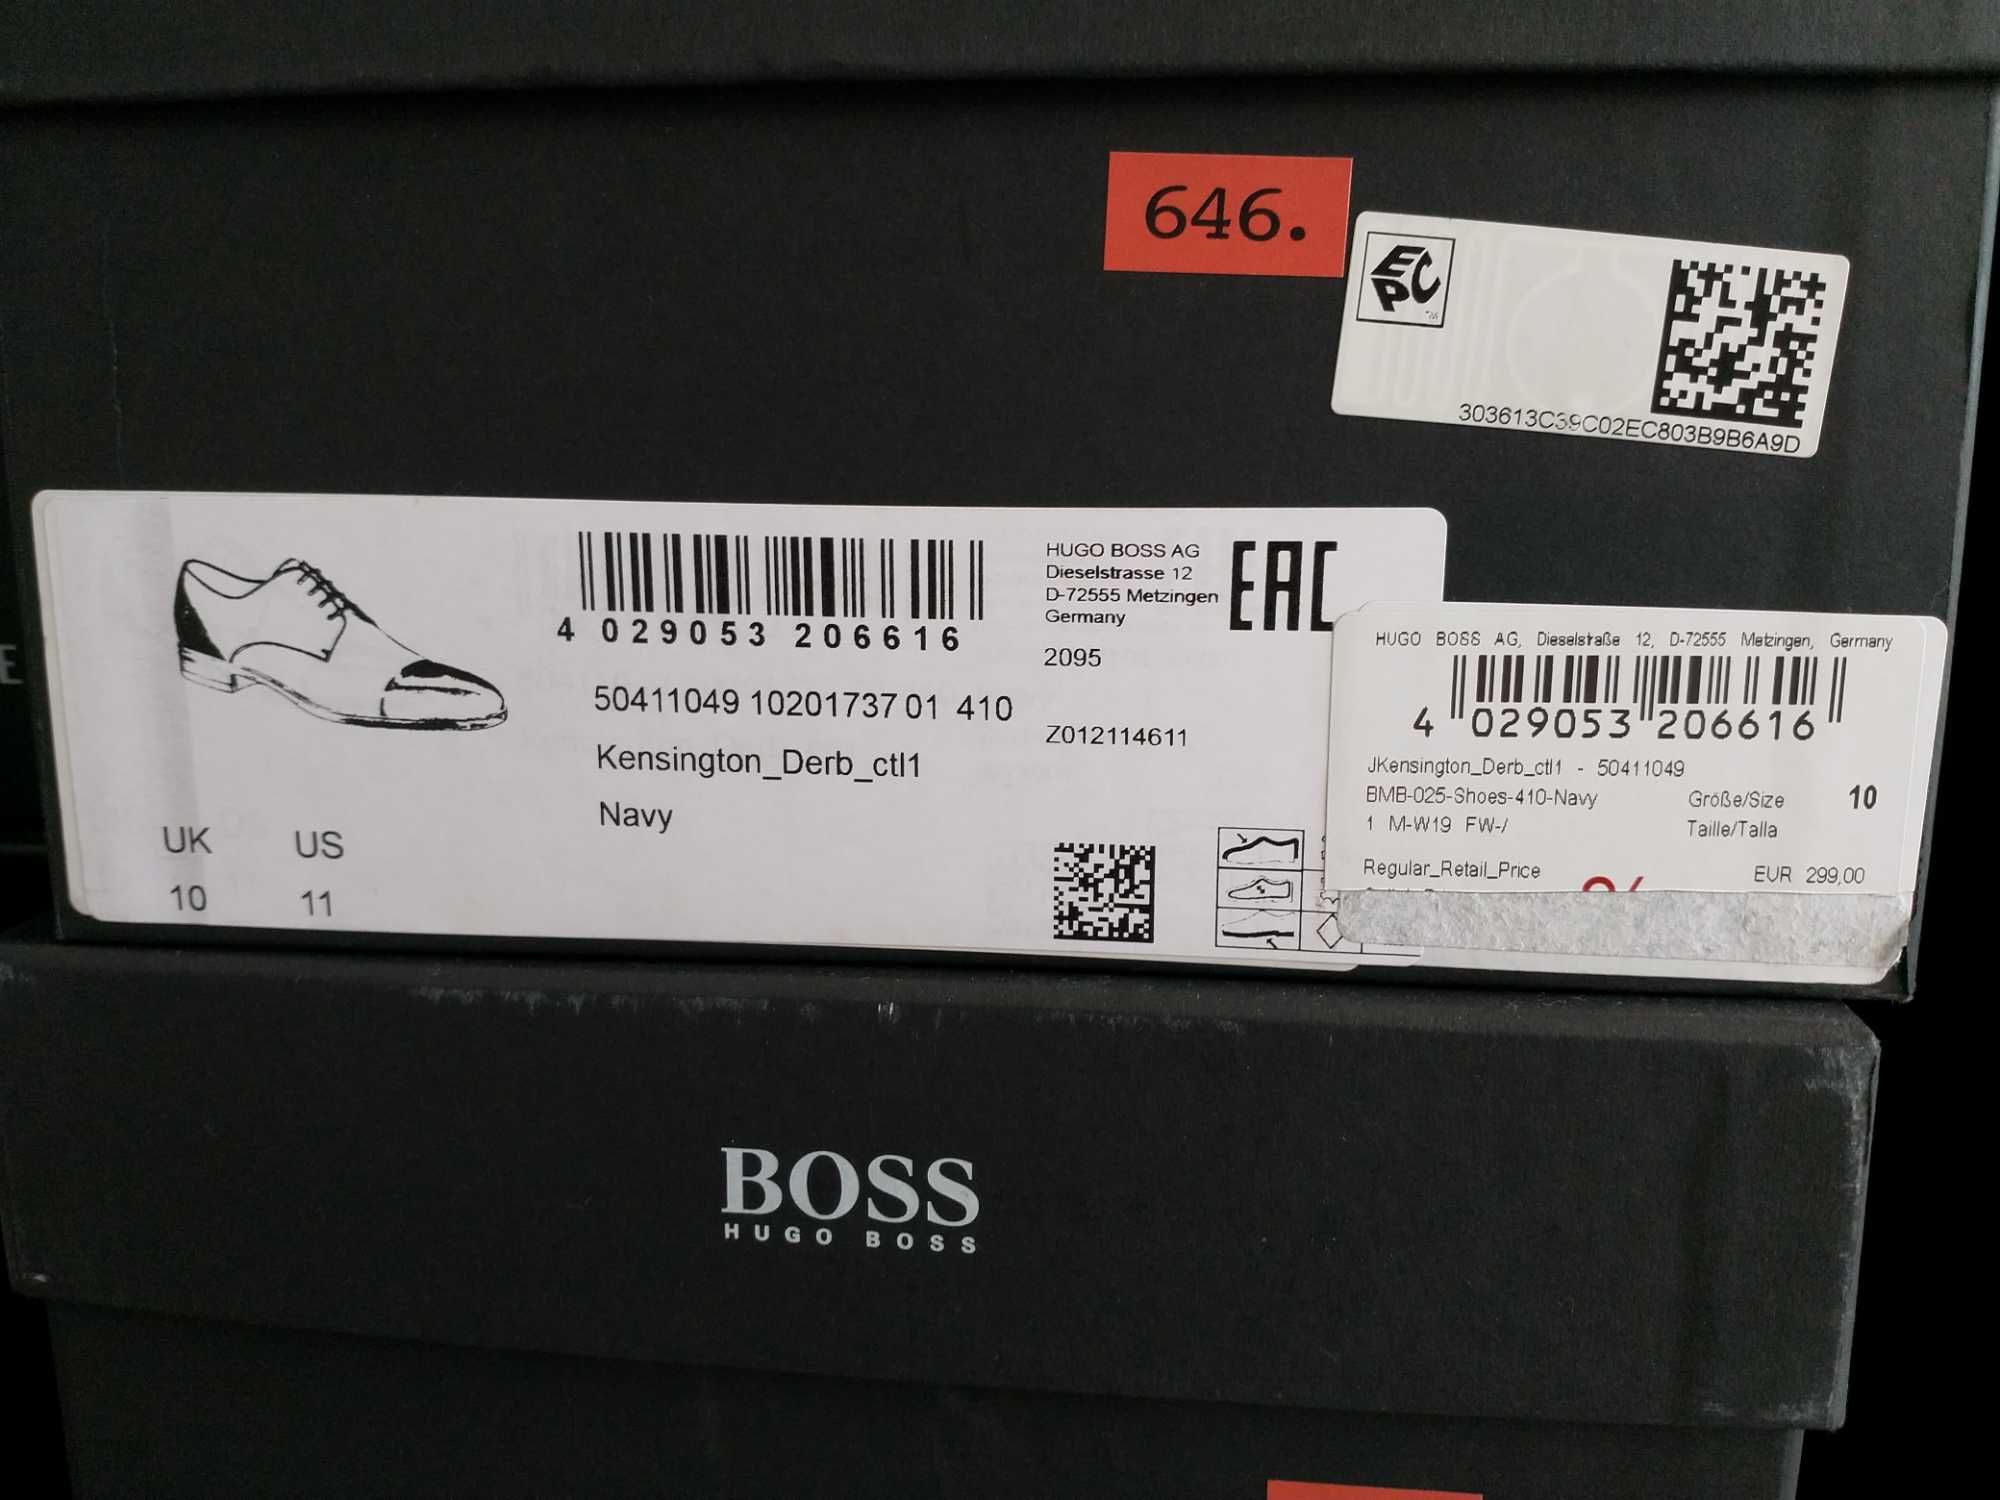 646.
EPC
303613C39C02EC803B9B6A9D
4 029053 206616
50411049 10201737 01 410
Kensington_Derb_ctl1
Navy
UK US
10 11
HUGO BOSS AG
Dieselstrasse 12
D-72555 Metzingen
Germany
2095
Z012114611
EAC
HUGO BOSS AG, Dieselstraße 12, D-72555 Metzingen, Germany
4 029053 206616
JKensington_Derb_ctl1 - 50411049
BMB-025-Shoes-410-Navy Größe/Size 10
1 M-W19 FW-/ Taille/Talla
Regular_Retail_Price EUR 299,00
E
BOSS
HUGO BOSS